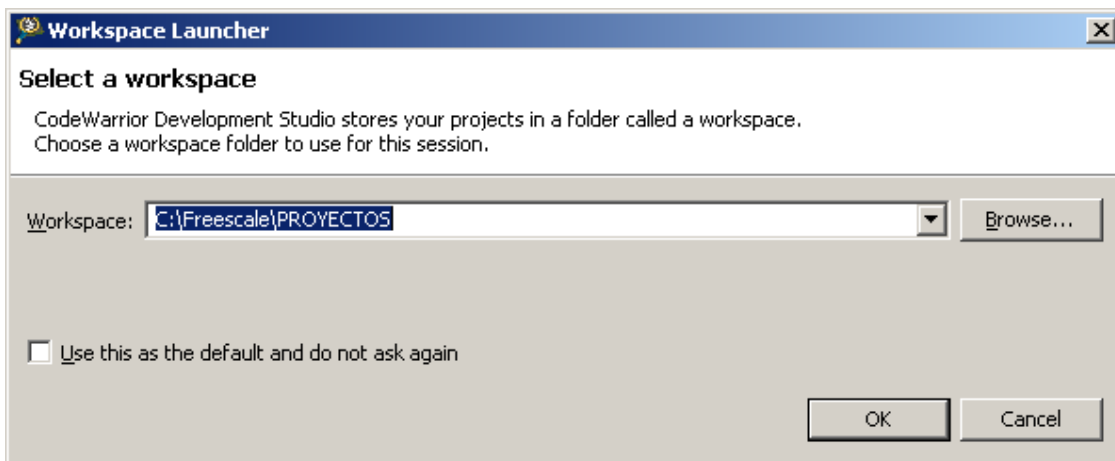 Workspace Launcher
Select a workspace
CodeWarrior Development Studio stores your projects in a folder called a workspace.
Choose a workspace folder to use for this session.
Workspace: C:\Freescale\PROYECTOS Browse...
Use this as the default and do not ask again
OK Cancel